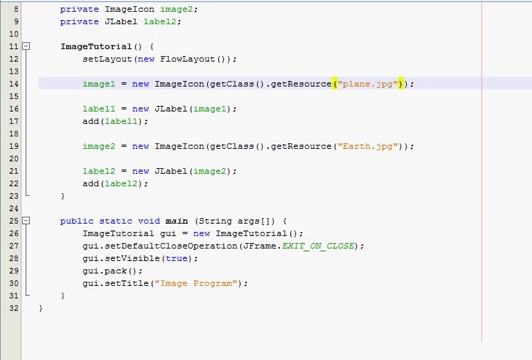 8 private ImageIcon image2;
9 private JLabel label2;
10
11 ImageTutorial() {
12 setLayout(new FlowLayout());
13
14 image1 = new ImageIcon(getClass().getResource("plane.jpg"));
15
16 label1 = new JLabel(image1);
17 add(label1);
18
19 image2 = new ImageIcon(getClass().getResource("Earth.jpg"));
20
21 label2 = new JLabel(image2);
22 add(label2);
23 }
24
25 public static void main (String args[]) {
26 ImageTutorial gui = new ImageTutorial();
27 gui.setDefaultCloseOperation(JFrame.EXIT_ON_CLOSE);
28 gui.setVisible(true);
29 gui.pack();
30 gui.setTitle("Image Program");
31 }
32 }